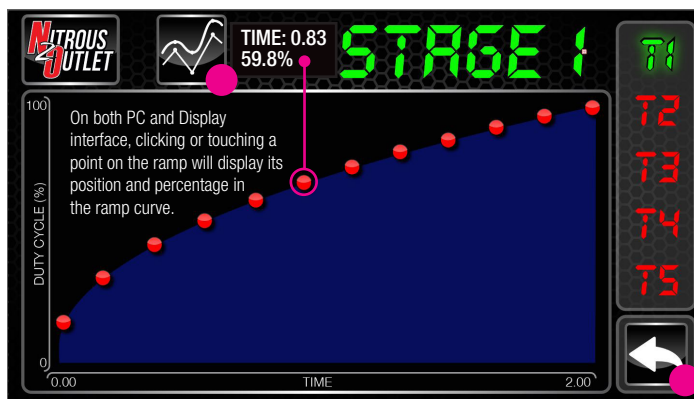 NITROUS
OUTLET
TIME: 0.83
59.8%
STAGE 1
T1
T2
T3
T4
T5
100
On both PC and Display
interface, clicking or touching a
point on the ramp will display its
position and percentage in
the ramp curve.
DUTY CYCLE (%)
0
0.00
TIME
2.00